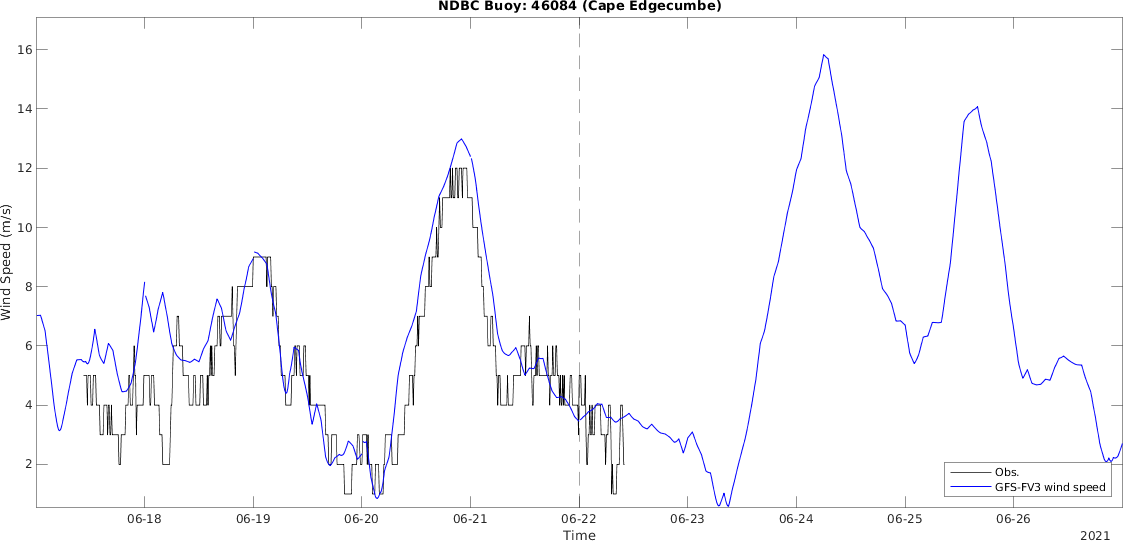 NDBC Buoy: 46084 (Cape Edgecumbe)
Wind Speed (m/s)
16
14
12
10
8
6
4
2
Obs.
GFS-FV3 wind speed
06-18 06-19 06-20 06-21 06-22 06-23 06-24 06-25 06-26
Time
2021